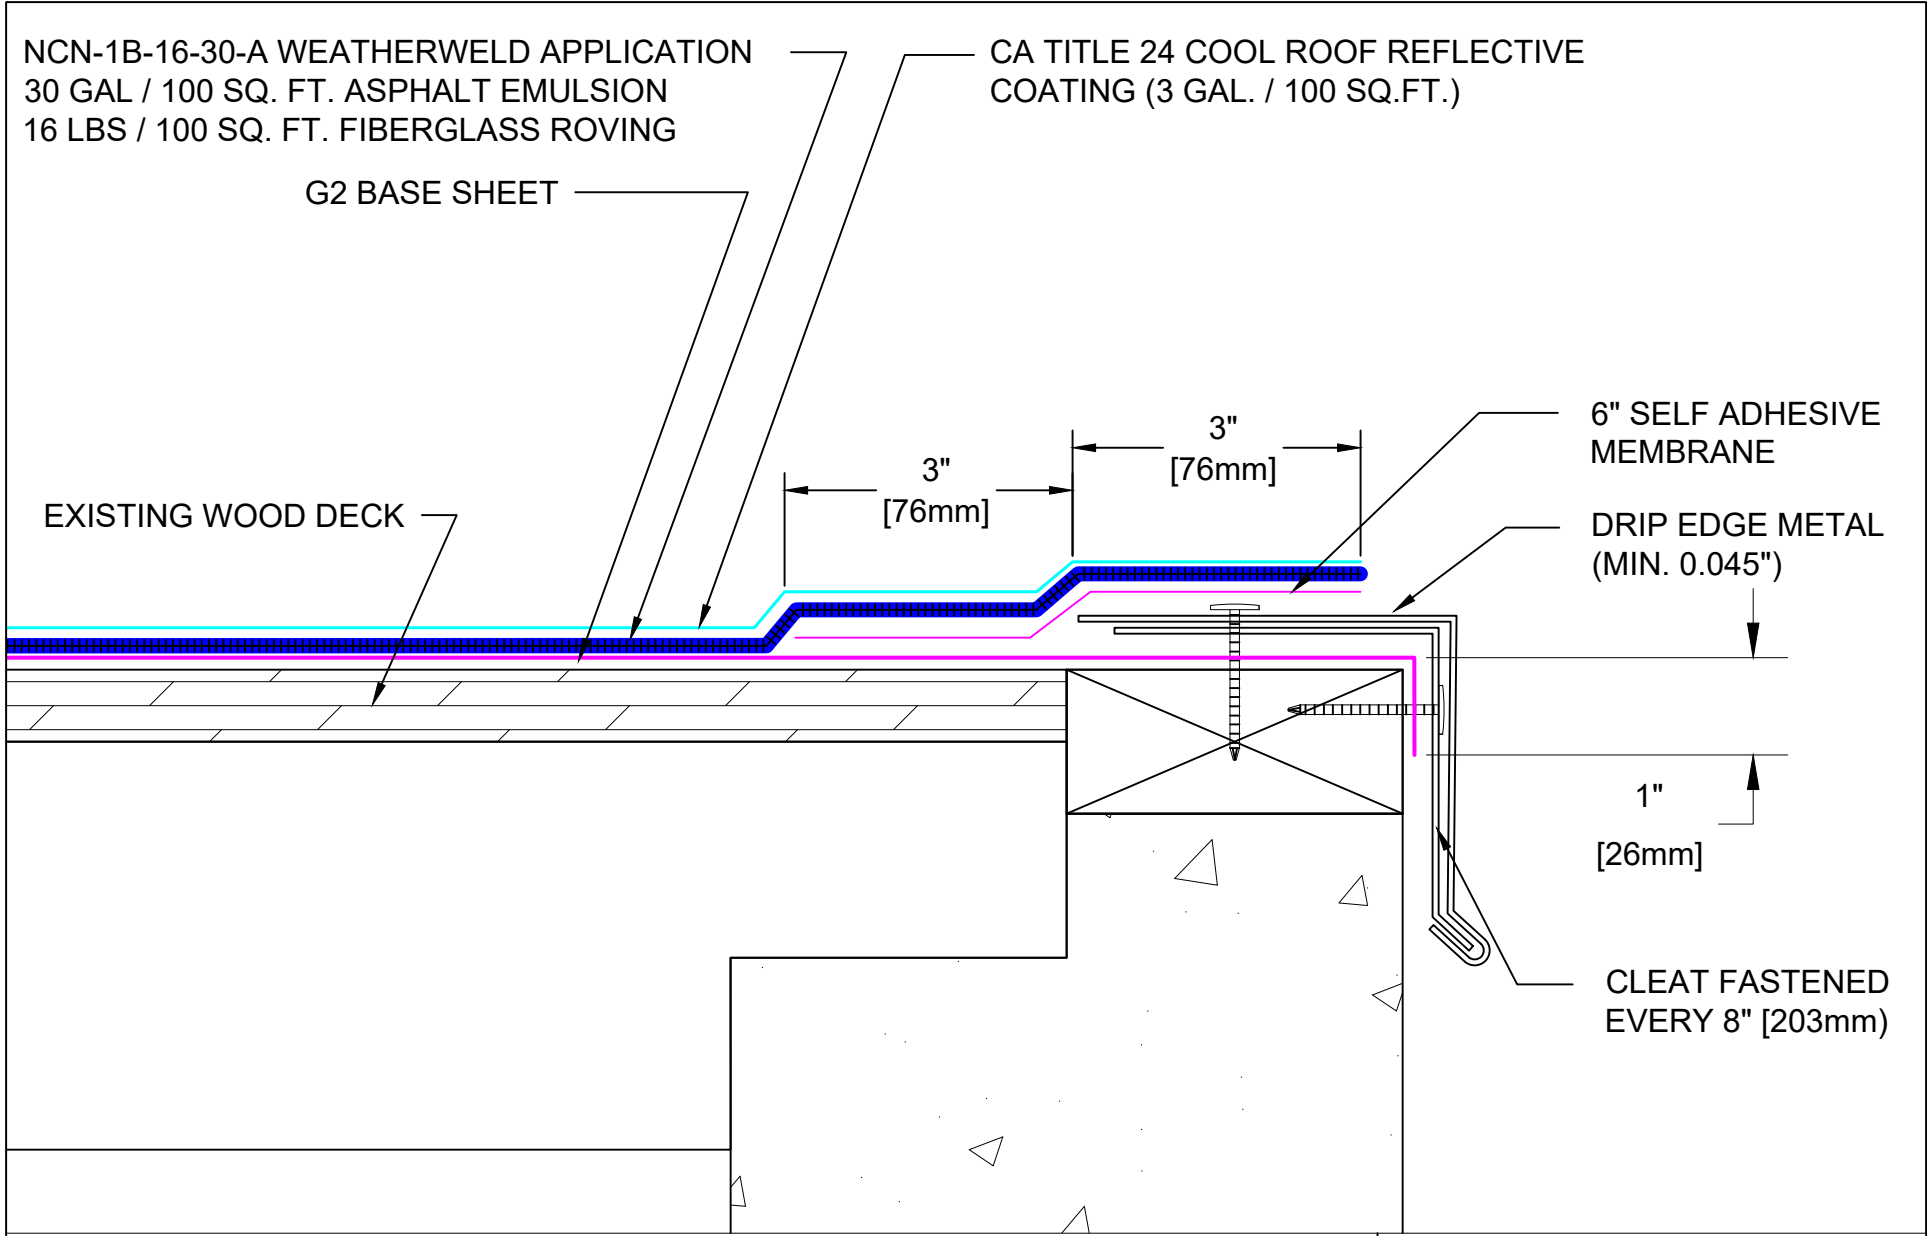 NCN-1B-16-30-A WEATHERWELD APPLICATION
30 GAL / 100 SQ. FT. ASPHALT EMULSION
16 LBS / 100 SQ. FT. FIBERGLASS ROVING
CA TITLE 24 COOL ROOF REFLECTIVE
COATING (3 GAL. / 100 SQ.FT.)
G2 BASE SHEET
6" SELF ADHESIVE
MEMBRANE
3"
[76mm]
3"
[76mm]
EXISTING WOOD DECK
DRIP EDGE METAL
(MIN. 0.045")
1"
[26mm]
CLEAT FASTENED
EVERY 8" [203mm)